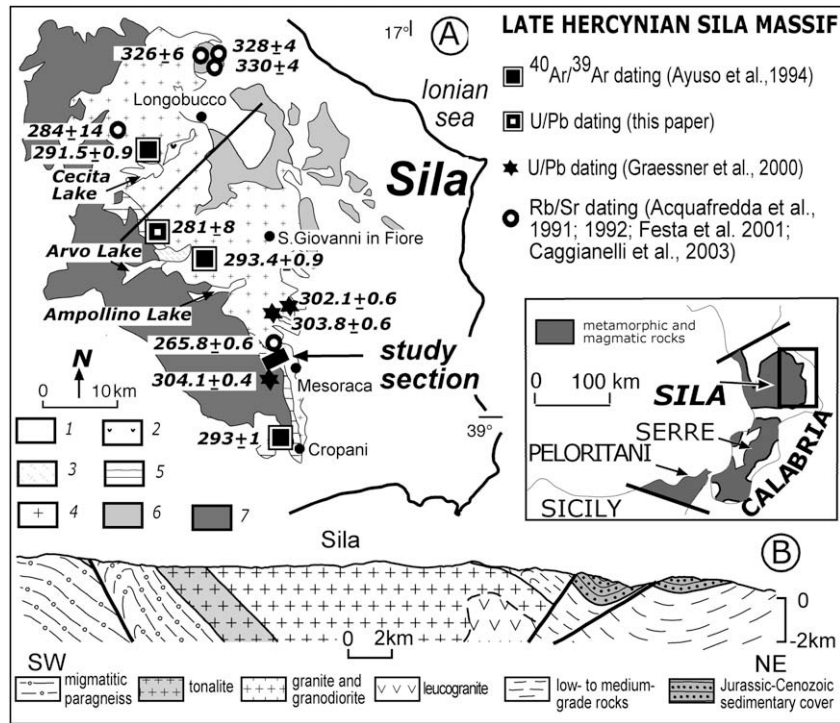 17°
A
326+6
328+4
330+4
Longobucco
Ionian
sea
284+14
291.5+0.9
Cecita
Lake
Sila
281+8
S.Giovanni in Fiore
Arvo Lake
293.4+0.9
Ampollino Lake
302.1+0.6
303.8+0.6
265.8+0.6
study
section
N
Mesoraca
304.1+0.4
0 10km
39°
293+1
Cropani
1 2
3 5
4 6 7
LATE HERCYNIAN SILA MASSIF
40Ar/39Ar dating (Ayuso et al.,1994)
U/Pb dating (this paper)
U/Pb dating (Graessner et al., 2000)
Rb/Sr dating (Acquafredda et al.,
1991; 1992; Festa et al. 2001;
Caggianelli et al., 2003)
metamorphic and
magmatic rocks
0 100 km
SILA
SERRE
PELORITANI
CALABRIA
SICILY
Sila
B
0
-2km
0 2km
SW
NE
migmatitic
paragneiss
tonalite
granite and
granodiorite
leucogranite
low- to medium-
grade rocks
Jurassic-Cenozoic
sedimentary cover